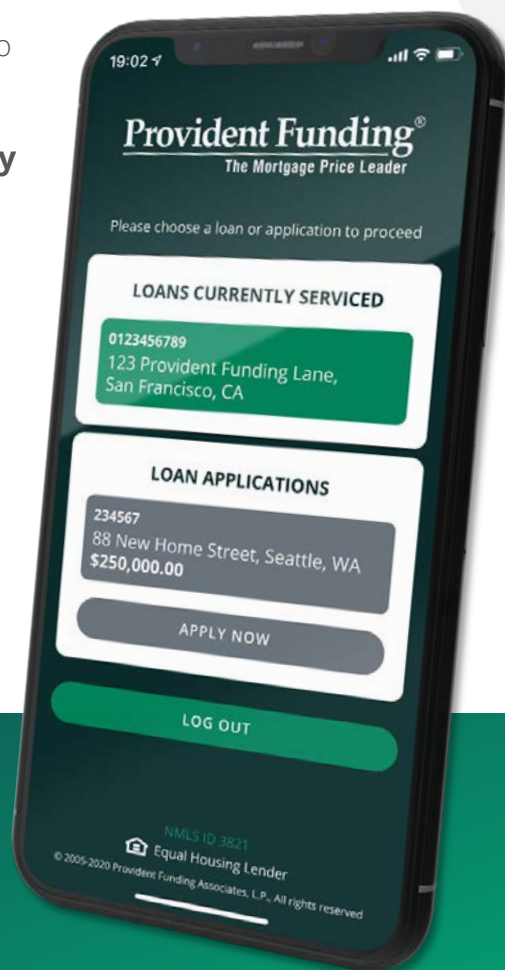 o
y
19:02
Provident Funding®
The Mortgage Price Leader
Please choose a loan or application to proceed
LOANS CURRENTLY SERVICED
0123456789
123 Provident Funding Lane,
San Francisco, CA
LOAN APPLICATIONS
234567
88 New Home Street, Seattle, WA
$250,000.00
APPLY NOW
LOG OUT
NMLS ID 3821
Equal Housing Lender
© 2005-2020 Provident Funding Associates, L.P., All rights reserved